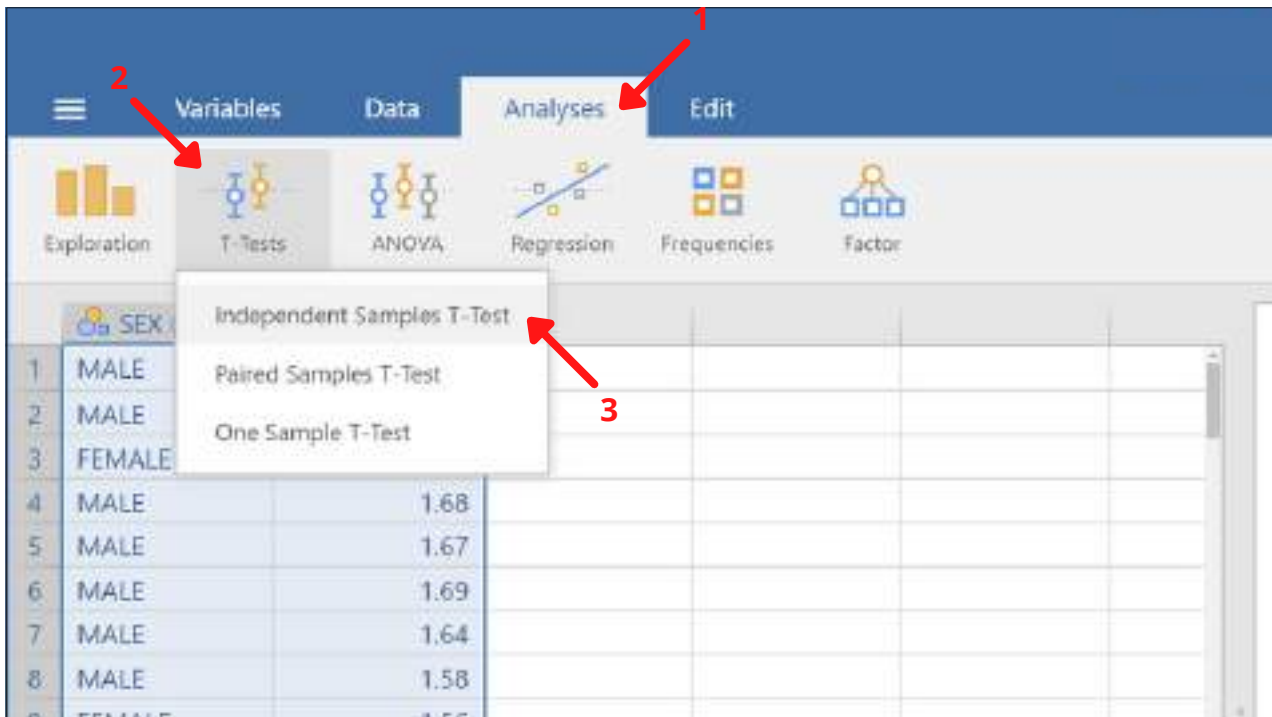 1
2
Variables Data Analyses Edit
Exploration T-Tests ANOVA Regression Frequencies Factor
SEX
Independent Samples T-Test
3
Paired Samples T-Test
One Sample T-Test
1 MALE
2 MALE
3 FEMALE
4 MALE 1.68
5 MALE 1.67
6 MALE 1.69
7 MALE 1.64
8 MALE 1.58